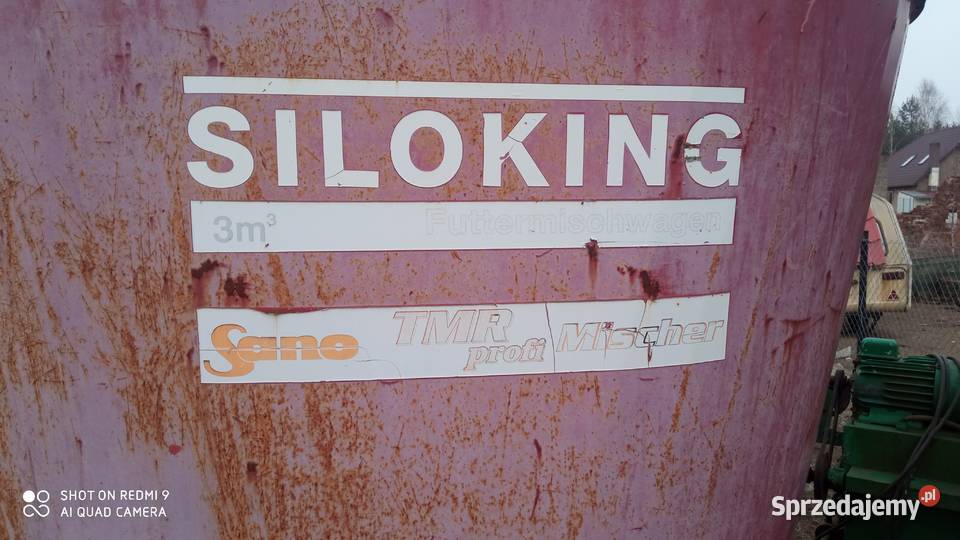 SILOKING
3m³ Futtermischwagen
Sano TMR profi Mischer
SHOT ON REDMI 9
AI QUAD CAMERA
Sprzedajemy.pl